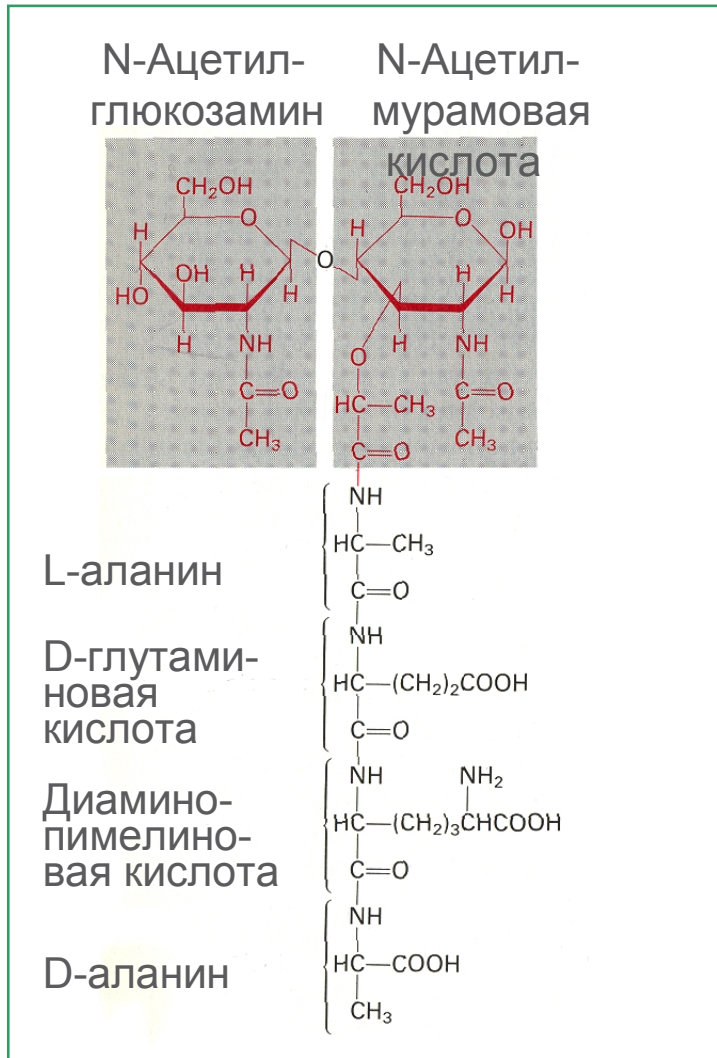 N-Ацетил-
глюкозамин
N-Ацетил-
мурамовая
кислота
CH₂OH
O
H
OH
H
HO
H
H
NH
C=O
CH₃
O
CH₂OH
O
H
OH
H
H
H
NH
C=O
CH₃
O
HC—CH₃
C=O
NH
HC—CH₃
C=O
L-аланин
NH
HC—(CH₂)₂COOH
C=O
D-глутами-
новая
кислота
NH
NH₂
HC—(CH₂)₃CHCOOH
C=O
Диамино-
пимелино-
вая кислота
NH
HC—COOH
CH₃
D-аланин